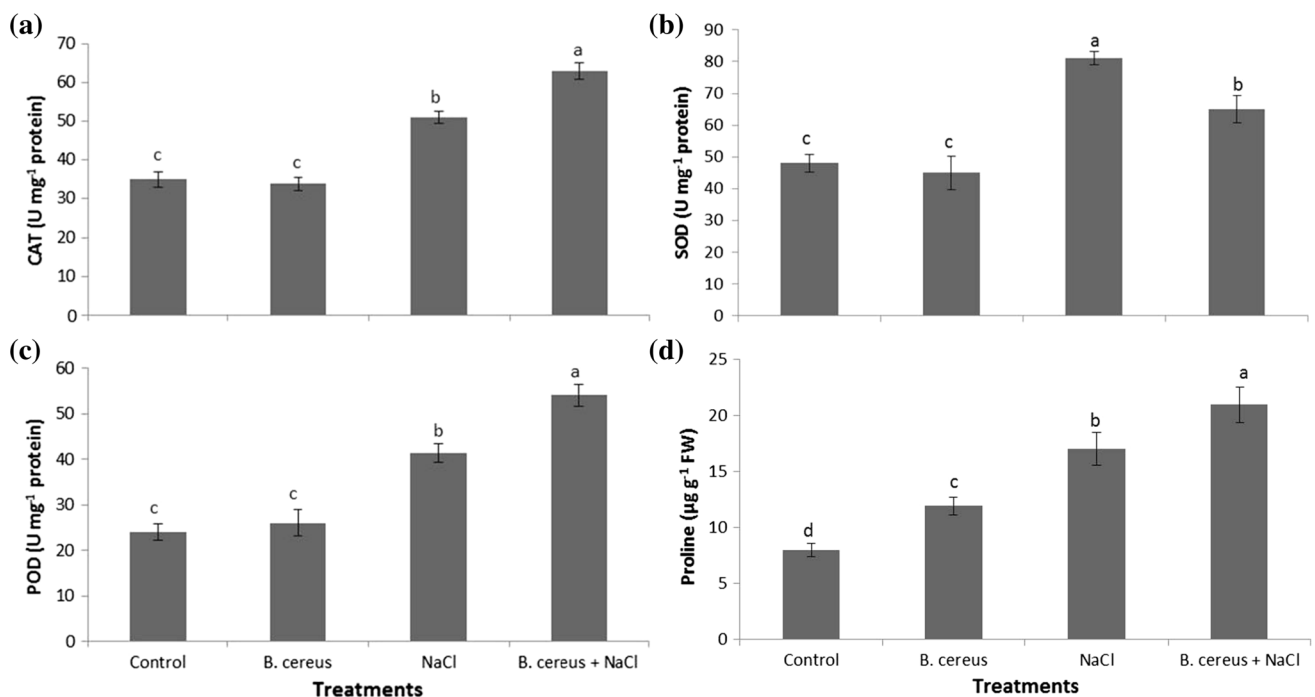 (a)
CAT (U mg⁻¹ protein)
70
60
50
40
30
20
10
0
c
c
b
a
(b)
SOD (U mg⁻¹ protein)
90
80
70
60
50
40
30
20
10
0
c
c
a
b
(c)
POD (U mg⁻¹ protein)
60
50
40
30
20
10
0
c
c
b
a
Control B. cereus NaCl B. cereus + NaCl
Treatments
(d)
Proline (µg g⁻¹ FW)
25
20
15
10
5
0
d
c
b
a
Control B. cereus NaCl B. cereus + NaCl
Treatments